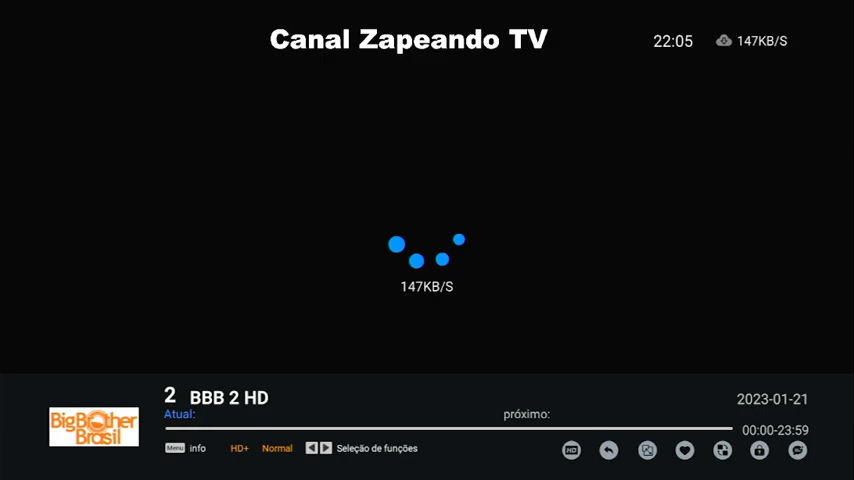 Canal Zapeando TV
22:05
147KB/S
147KB/S
2 BBB 2 HD
2023-01-21
Atual:
próximo:
00:00-23:59
Big Brother
Brasil
Menu info HD+ Normal Seleção de funções
HD